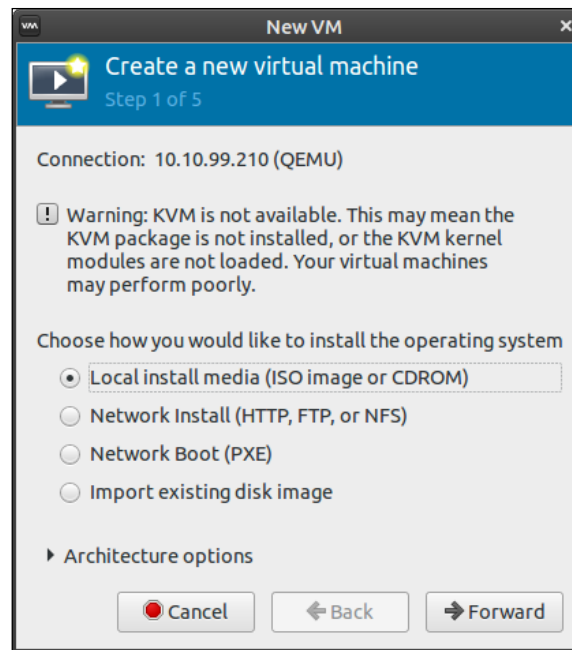 vm
New VM
×
Create a new virtual machine
Step 1 of 5
Connection: 10.10.99.210 (QEMU)
! Warning: KVM is not available. This may mean the
KVM package is not installed, or the KVM kernel
modules are not loaded. Your virtual machines
may perform poorly.
Choose how you would like to install the operating system
Local install media (ISO image or CDROM)
Network Install (HTTP, FTP, or NFS)
Network Boot (PXE)
Import existing disk image
Architecture options
Cancel
Back
Forward